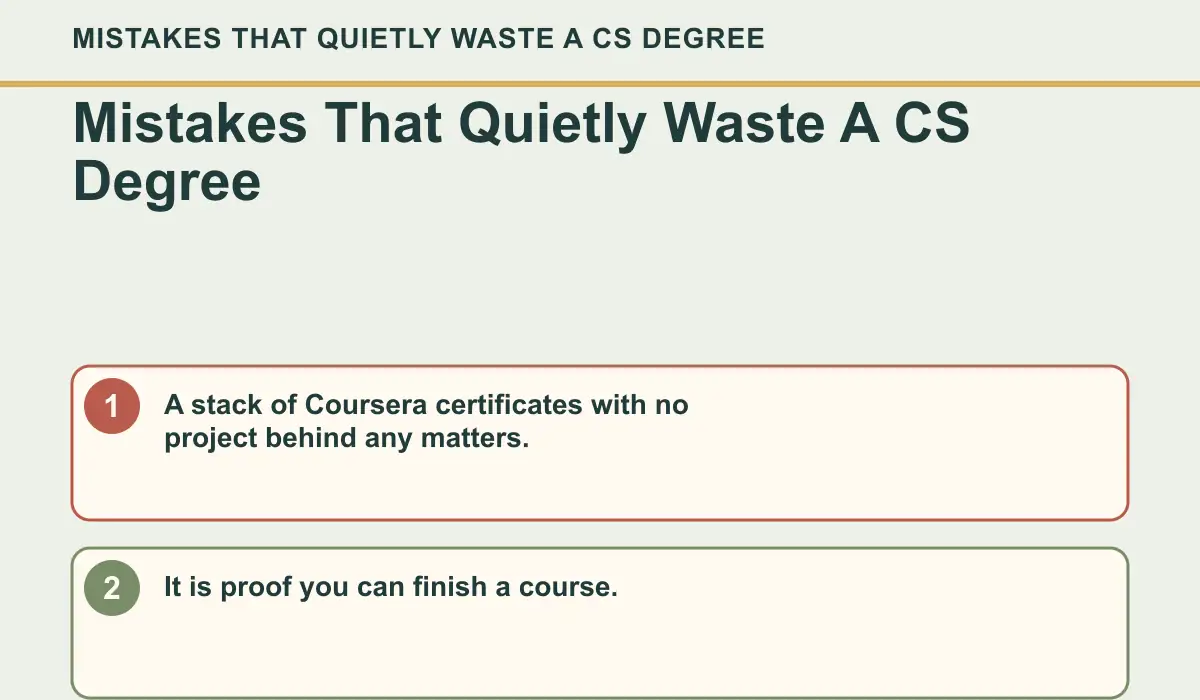 MISTAKES THAT QUIETLY WASTE A CS DEGREE
Mistakes That Quietly Waste A CS
Degree
1
A stack of Coursera certificates with no
project behind any matters.
2
It is proof you can finish a course.